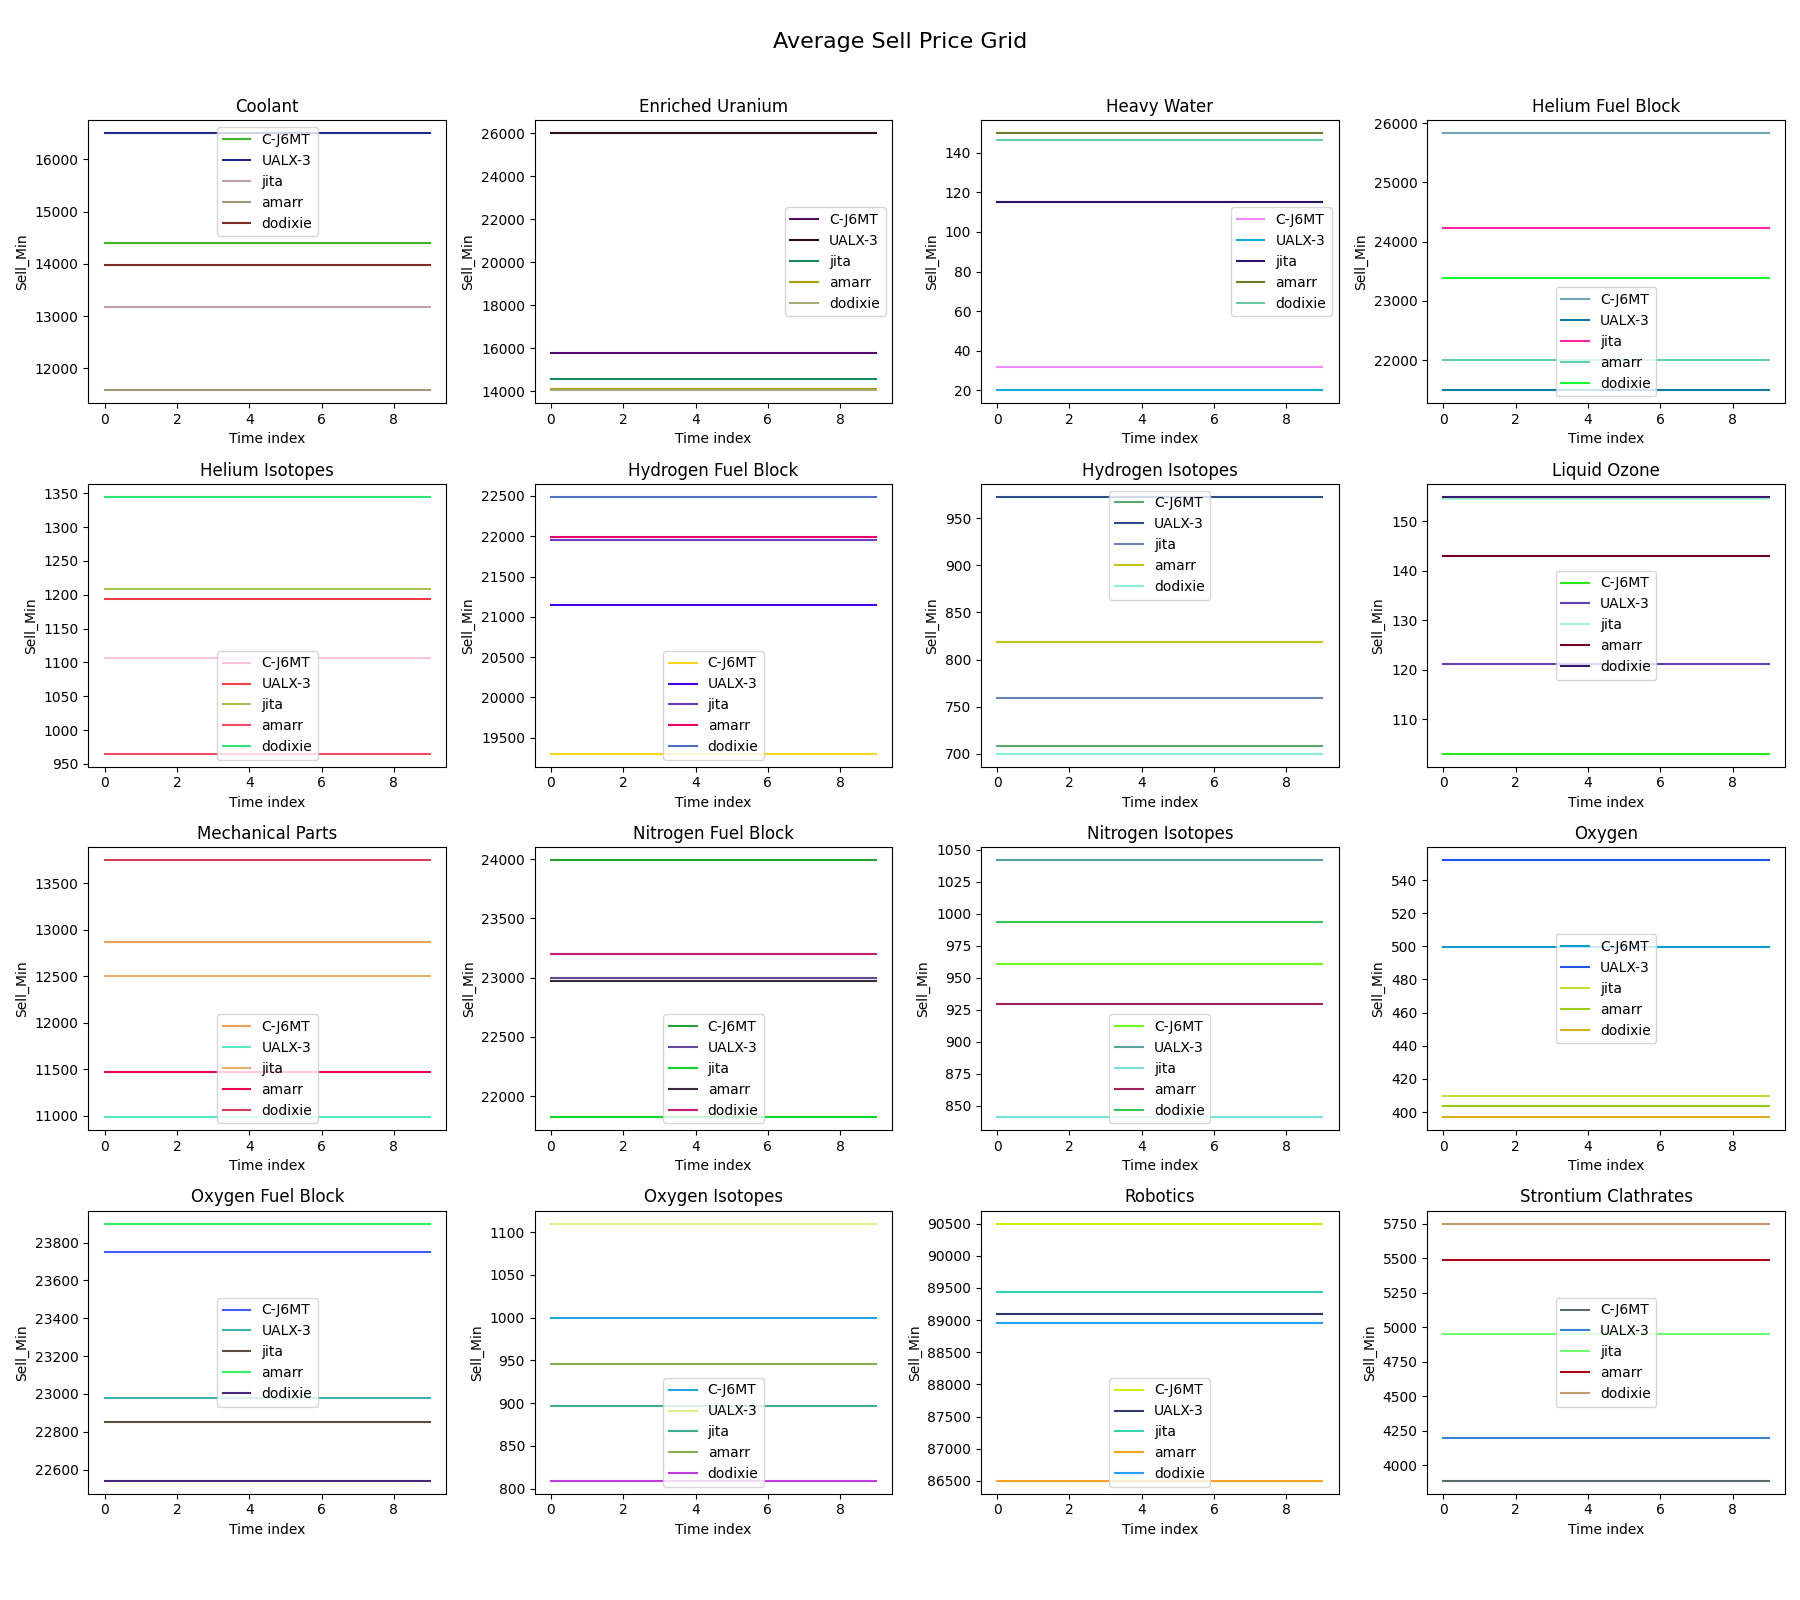 Average Sell Price Grid
Coolant
Sell_Min
16000
15000
14000
13000
12000
C-J6MT
UALX-3
jita
amarr
dodixie
0 2 4 6 8
Time index
Enriched Uranium
Sell_Min
26000
24000
22000
20000
18000
16000
14000
C-J6MT
UALX-3
jita
amarr
dodixie
0 2 4 6 8
Time index
Heavy Water
Sell_Min
140
120
100
80
60
40
20
C-J6MT
UALX-3
jita
amarr
dodixie
0 2 4 6 8
Time index
Helium Fuel Block
Sell_Min
26000
25000
24000
23000
22000
C-J6MT
UALX-3
jita
amarr
dodixie
0 2 4 6 8
Time index
Helium Isotopes
Sell_Min
1350
1300
1250
1200
1150
1100
1050
1000
950
C-J6MT
UALX-3
jita
amarr
dodixie
0 2 4 6 8
Time index
Hydrogen Fuel Block
Sell_Min
22500
22000
21500
21000
20500
20000
19500
C-J6MT
UALX-3
jita
amarr
dodixie
0 2 4 6 8
Time index
Hydrogen Isotopes
Sell_Min
950
900
850
800
750
700
C-J6MT
UALX-3
jita
amarr
dodixie
0 2 4 6 8
Time index
Liquid Ozone
Sell_Min
150
140
130
120
110
C-J6MT
UALX-3
jita
amarr
dodixie
0 2 4 6 8
Time index
Mechanical Parts
Sell_Min
13500
13000
12500
12000
11500
11000
C-J6MT
UALX-3
jita
amarr
dodixie
0 2 4 6 8
Time index
Nitrogen Fuel Block
Sell_Min
24000
23500
23000
22500
22000
C-J6MT
UALX-3
jita
amarr
dodixie
0 2 4 6 8
Time index
Nitrogen Isotopes
Sell_Min
1050
1025
1000
975
950
925
900
875
850
C-J6MT
UALX-3
jita
amarr
dodixie
0 2 4 6 8
Time index
Oxygen
Sell_Min
540
520
500
480
460
440
420
400
C-J6MT
UALX-3
jita
amarr
dodixie
0 2 4 6 8
Time index
Oxygen Fuel Block
Sell_Min
23800
23600
23400
23200
23000
22800
22600
C-J6MT
UALX-3
jita
amarr
dodixie
0 2 4 6 8
Time index
Oxygen Isotopes
Sell_Min
1100
1050
1000
950
900
850
800
C-J6MT
UALX-3
jita
amarr
dodixie
0 2 4 6 8
Time index
Robotics
Sell_Min
90500
90000
89500
89000
88500
88000
87500
87000
86500
C-J6MT
UALX-3
jita
amarr
dodixie
0 2 4 6 8
Time index
Strontium Clathrates
Sell_Min
5750
5500
5250
5000
4750
4500
4250
4000
C-J6MT
UALX-3
jita
amarr
dodixie
0 2 4 6 8
Time index